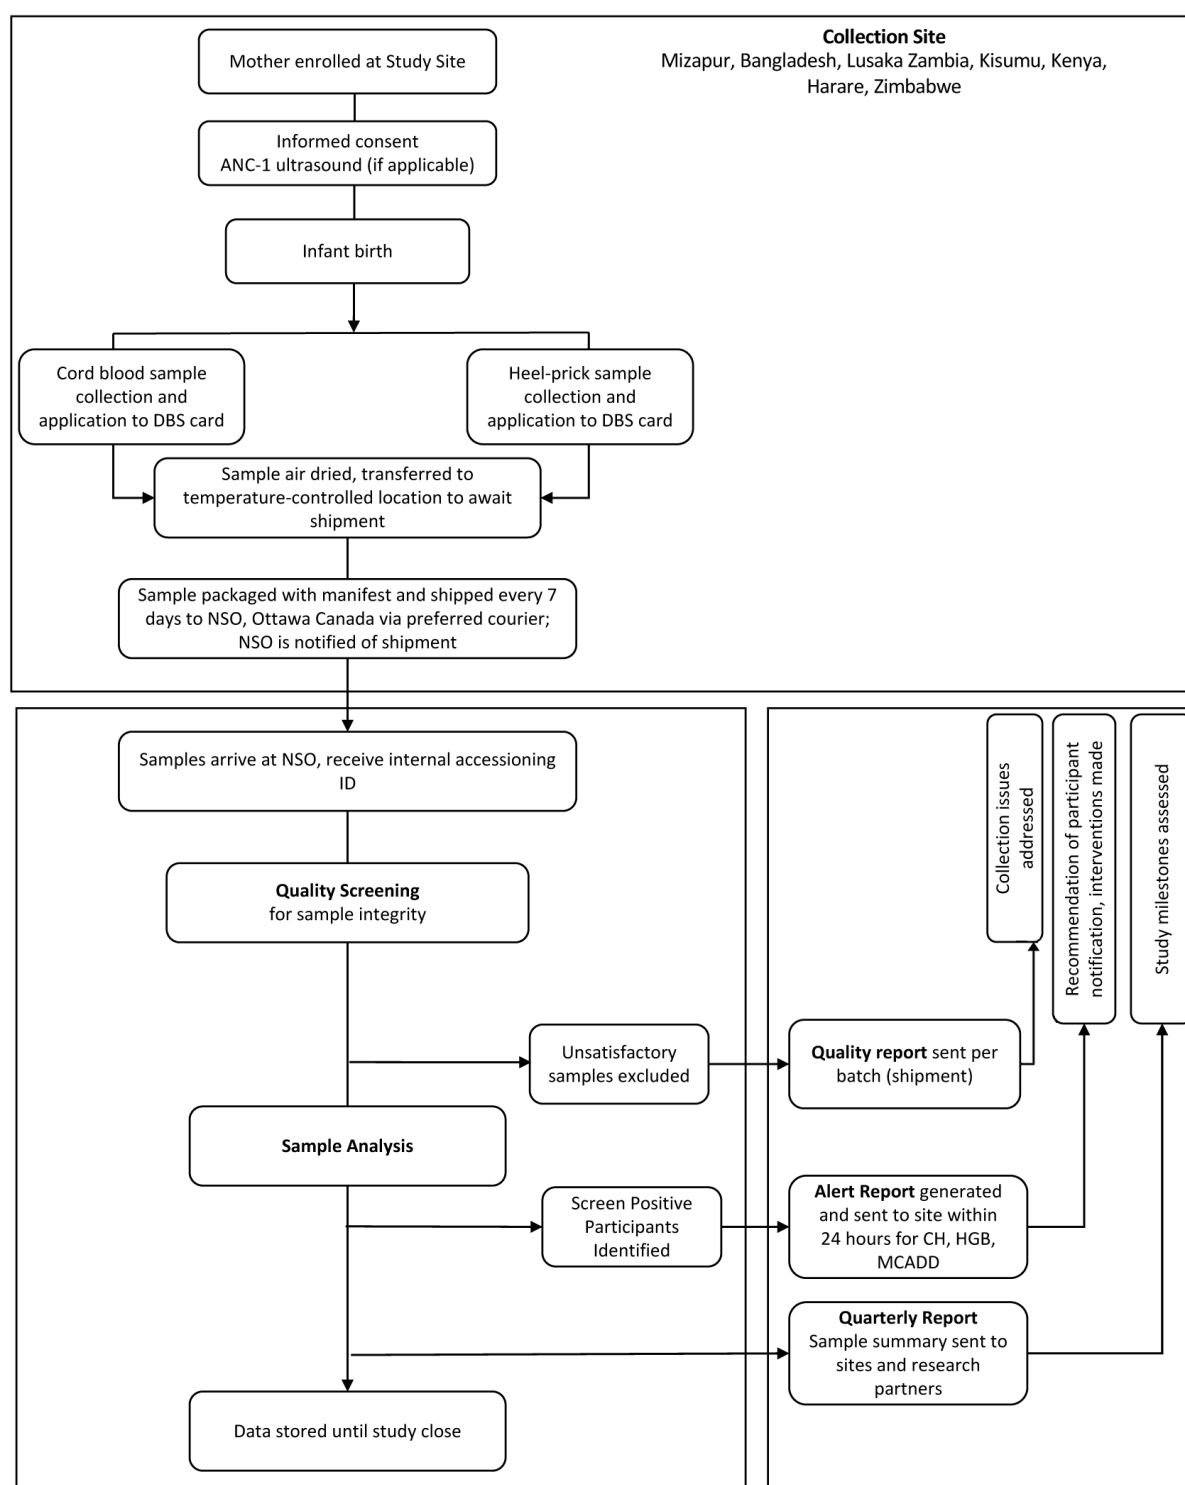 Collection Site
Mizapur, Bangladesh, Lusaka Zambia, Kisumu, Kenya,
Harare, Zimbabwe
Mother enrolled at Study Site
Informed consent
ANC-1 ultrasound (if applicable)
Infant birth
Cord blood sample
collection and
application to DBS card
Heel-prick sample
collection and
application to DBS card
Sample air dried, transferred to
temperature-controlled location to await
shipment
Sample packaged with manifest and shipped every 7
days to NSO, Ottawa Canada via preferred courier;
NSO is notified of shipment
Samples arrive at NSO, receive internal accessioning
ID
Quality Screening
for sample integrity
Unsatisfactory
samples excluded
Quality report sent per
batch (shipment)
Collection issues
addressed
Sample Analysis
Screen Positive
Participants
Identified
Alert Report generated
and sent to site within
24 hours for CH, HGB,
MCADD
Recommendation of participant
notification, interventions made
Quarterly Report
Sample summary sent to
sites and research
partners
Study milestones assessed
Data stored until study close